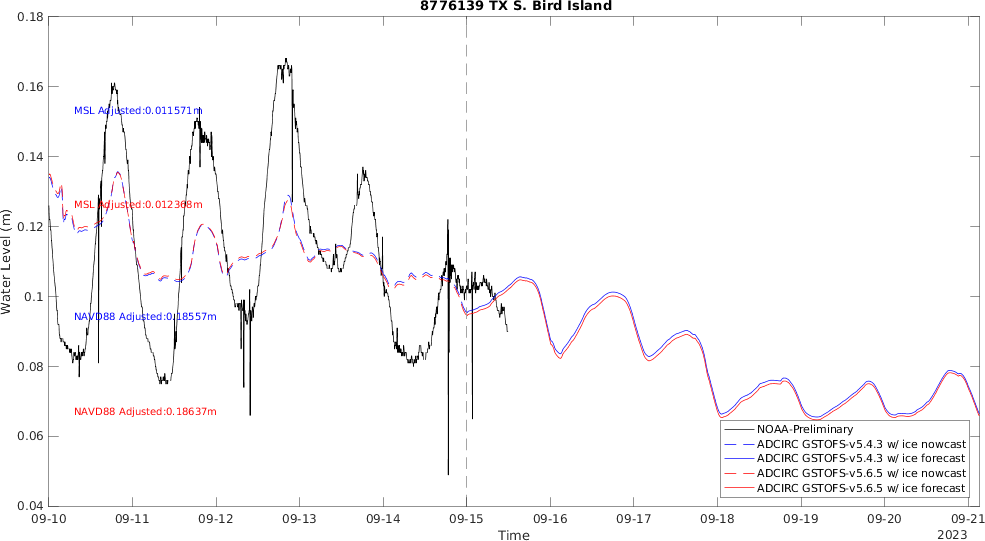 8776139 TX S. Bird Island
0.18
0.16
0.14
0.12
0.1
0.08
0.06
0.04
Water Level (m)
MSL Adjusted:0.011571m
MSL Adjusted:0.012368m
NAVD88 Adjusted:0.18557m
NAVD88 Adjusted:0.18637m
NOAA-Preliminary
ADCIRC GSTOFS-v5.4.3 w/ ice nowcast
ADCIRC GSTOFS-v5.4.3 w/ ice forecast
ADCIRC GSTOFS-v5.6.5 w/ ice nowcast
ADCIRC GSTOFS-v5.6.5 w/ ice forecast
09-10 09-11 09-12 09-13 09-14 09-15 09-16 09-17 09-18 09-19 09-20 09-21
2023
Time